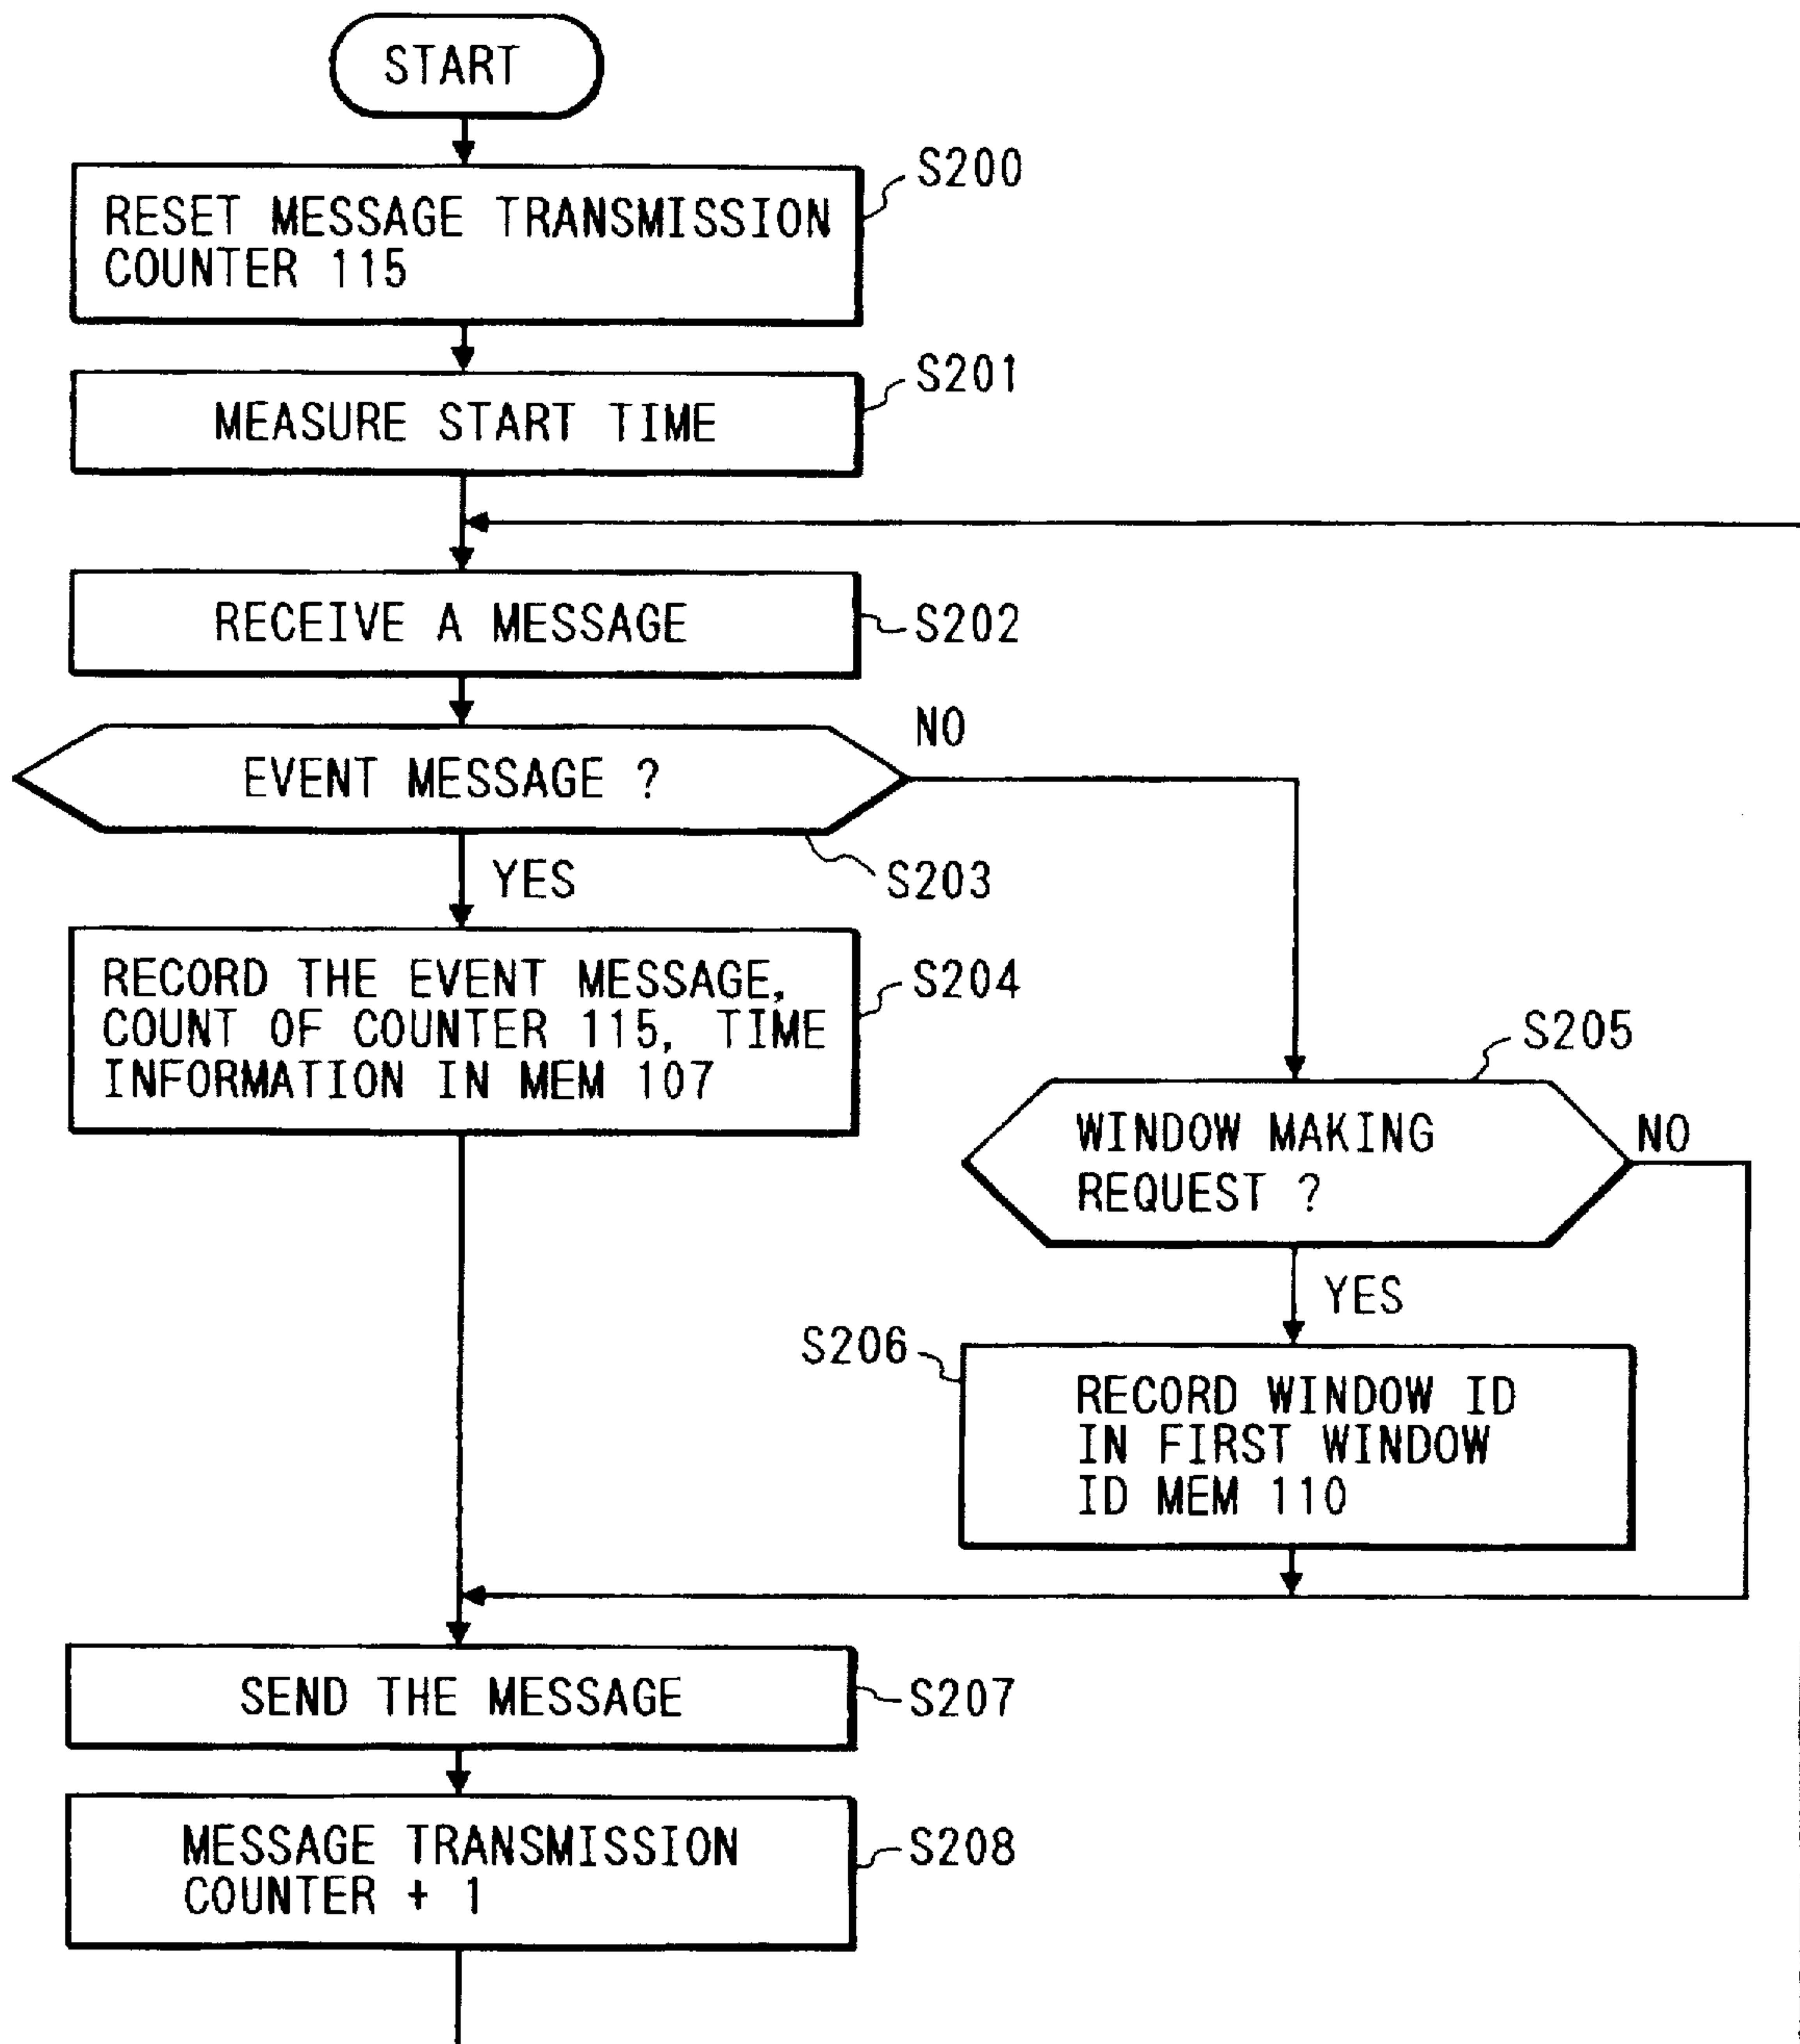 START
S200
RESET MESSAGE TRANSMISSION
COUNTER 115
S201
MEASURE START TIME
RECEIVE A MESSAGE
S202
NO
EVENT MESSAGE ?
YES
S203
RECORD THE EVENT MESSAGE,
COUNT OF COUNTER 115, TIME
INFORMATION IN MEM 107
S204
S205
WINDOW MAKING
REQUEST ?
NO
YES
S206
RECORD WINDOW ID
IN FIRST WINDOW
ID MEM 110
SEND THE MESSAGE
S207
MESSAGE TRANSMISSION
COUNTER + 1
S208